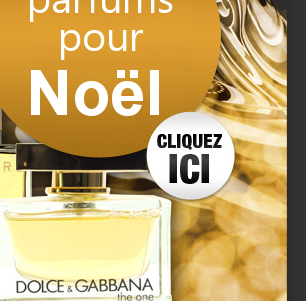 parfums
pour
Noël
CLIQUEZ
ICI
R
DOLCE & GABBANA
the one